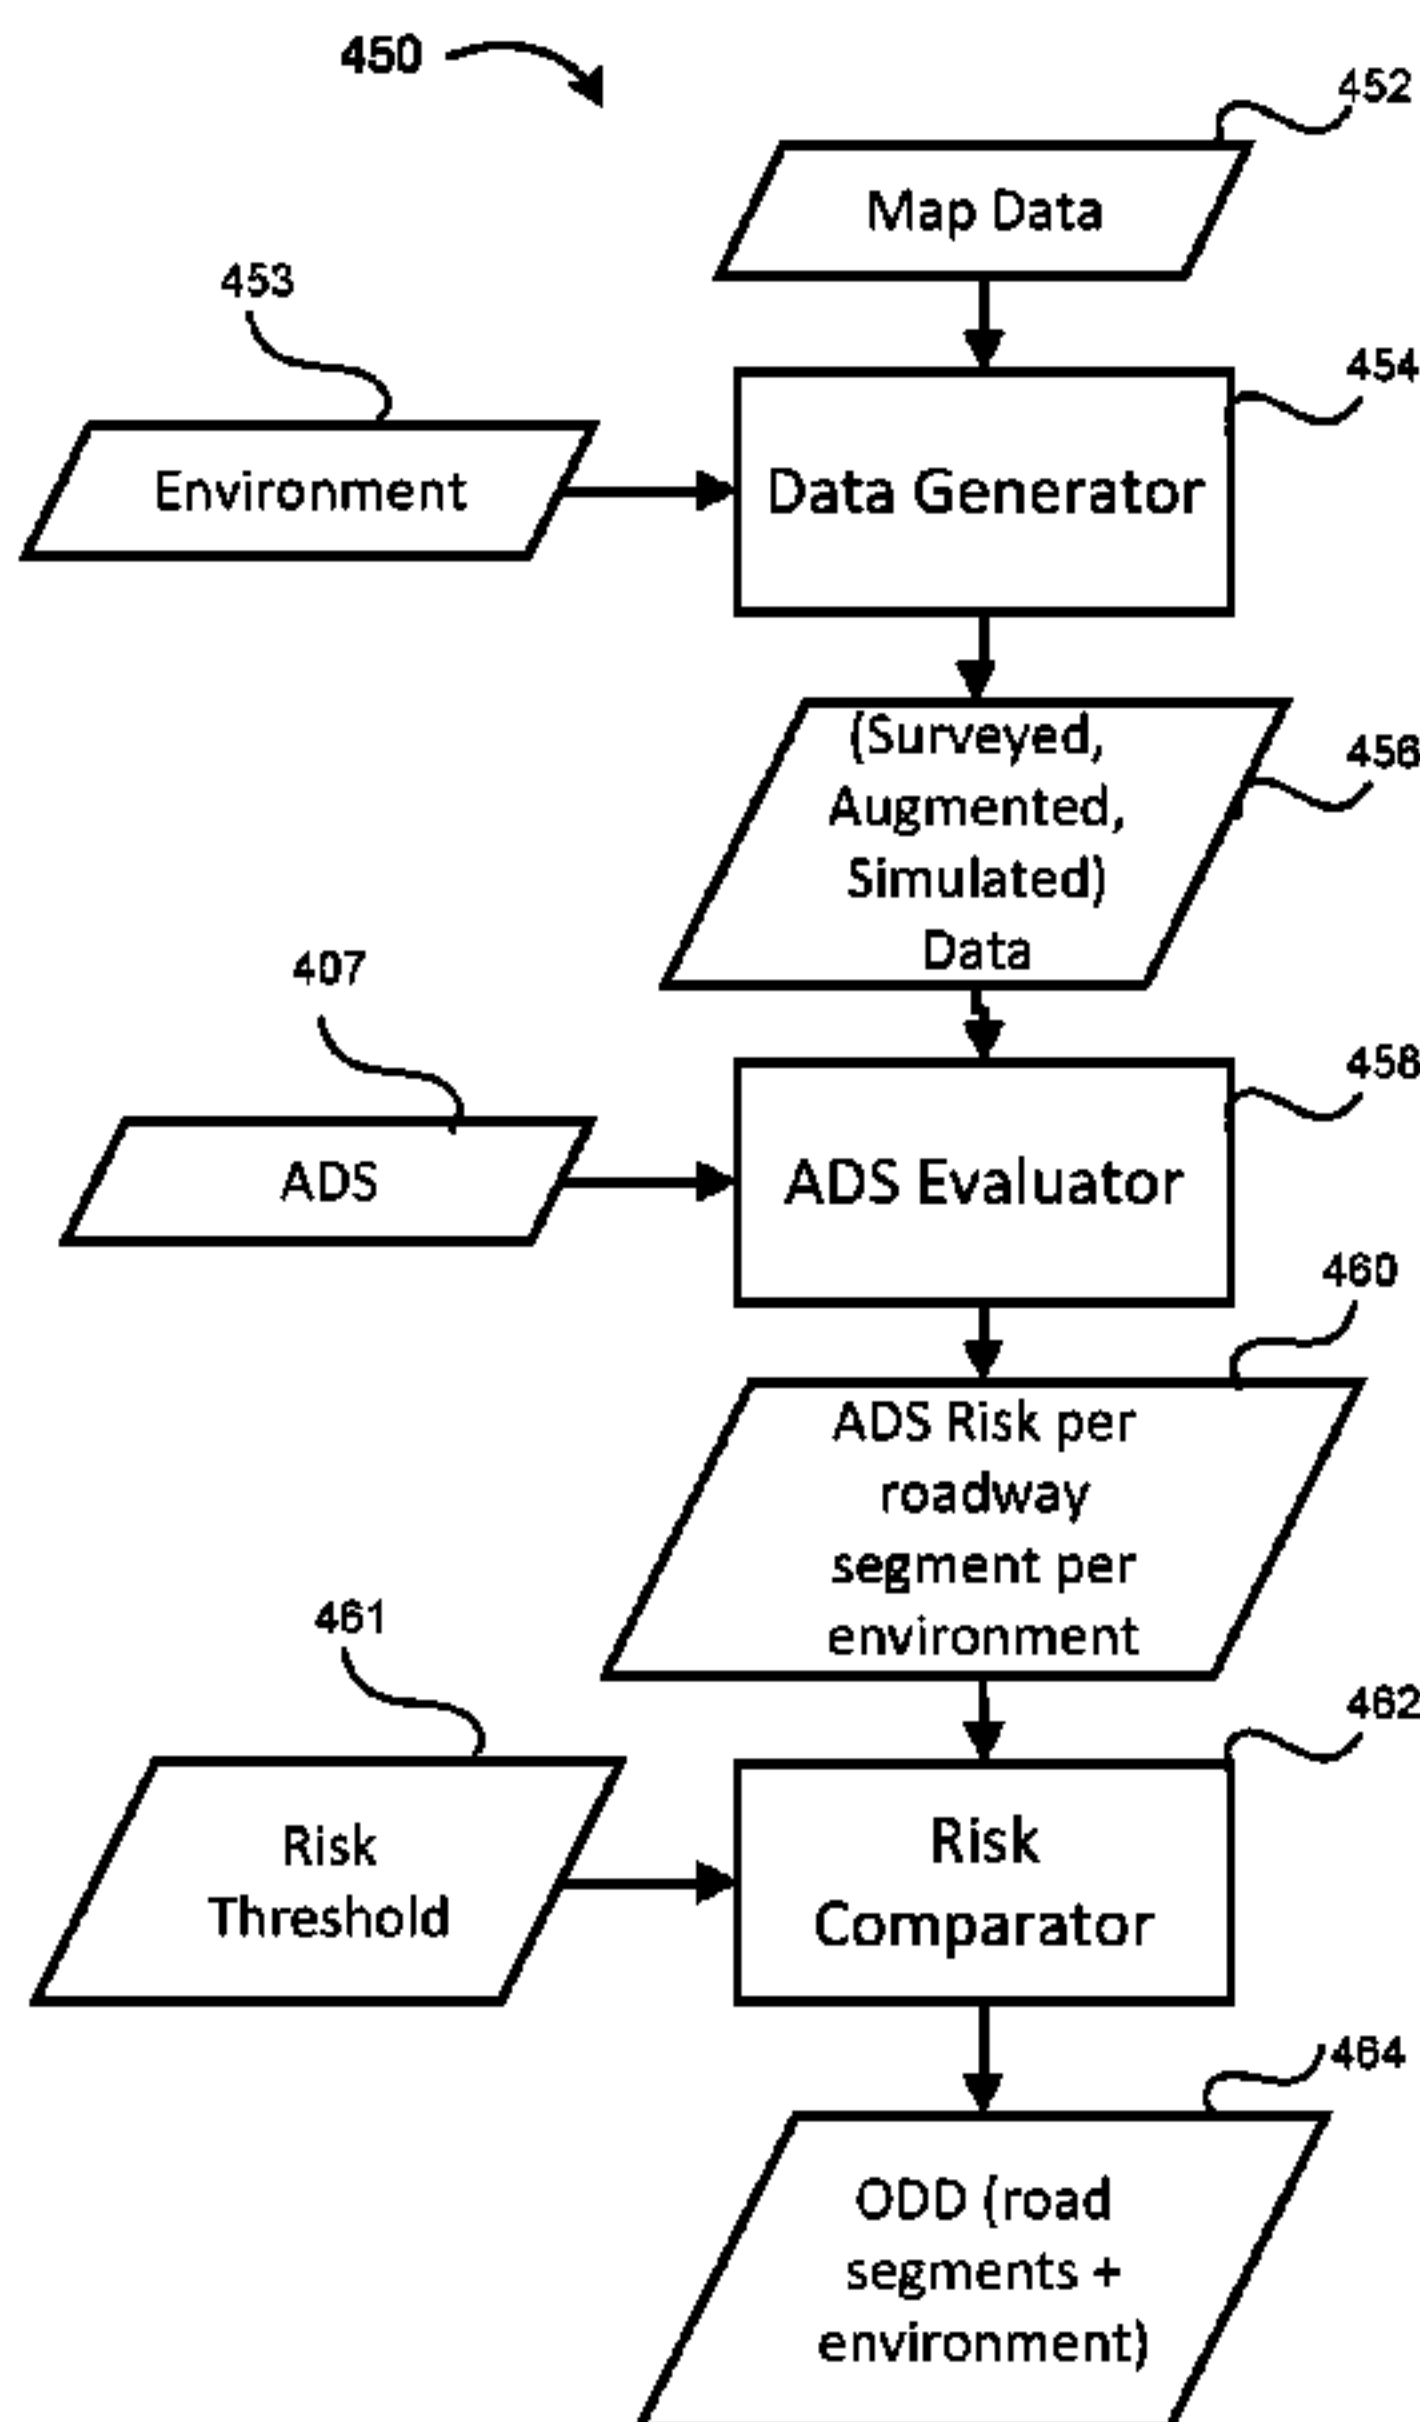 450
452
Map Data
453
454
Environment
Data Generator
(Surveyed,
Augmented,
Simulated)
Data
456
407
458
ADS
ADS Evaluator
460
ADS Risk per
roadway
segment per
environment
461
462
Risk
Threshold
Risk
Comparator
464
ODD (road
segments +
environment)